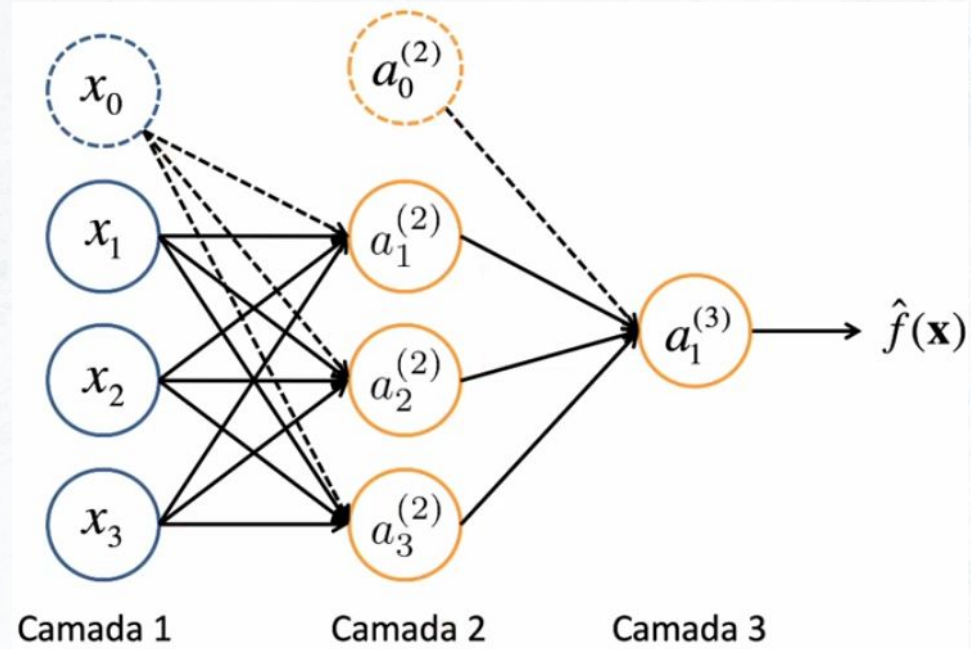 x₀ a₀⁽²⁾
x₁ a₁⁽²⁾
x₂ a₂⁽²⁾ a₁⁽³⁾ f̂(𝐱)
x₃ a₃⁽²⁾
Camada 1 Camada 2 Camada 3